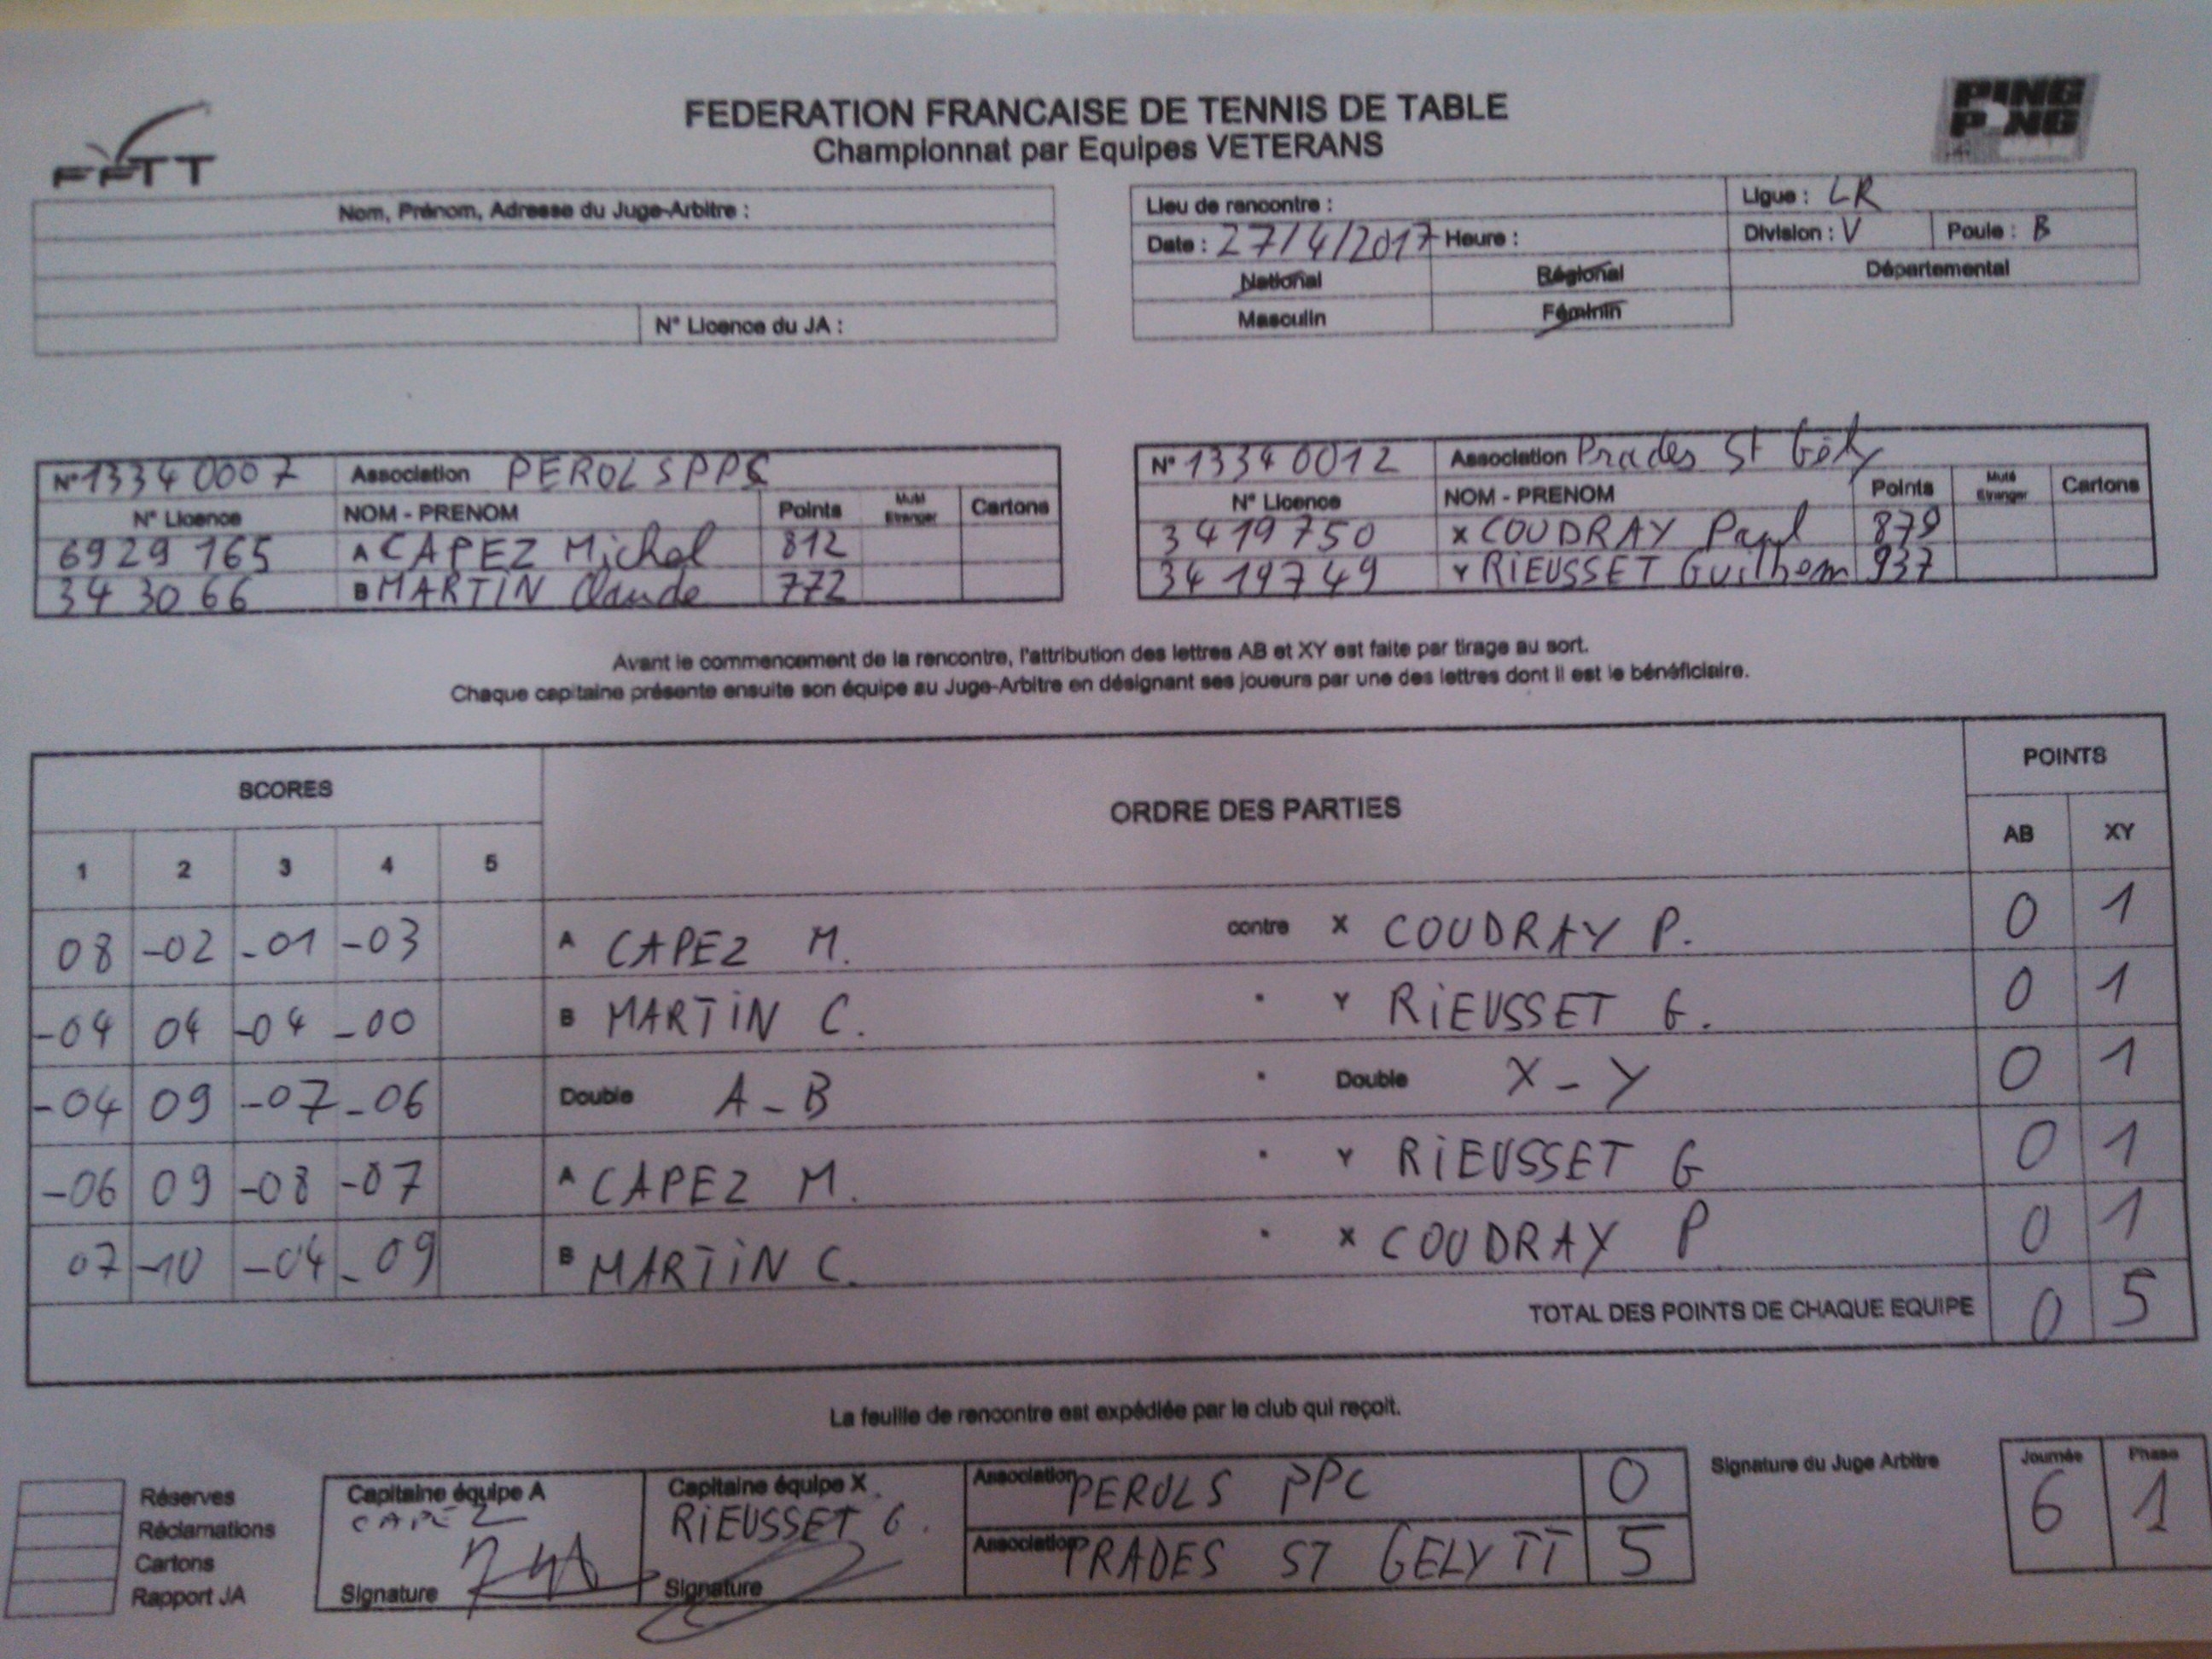 FEDERATION FRANCAISE DE TENNIS DE TABLE
Championnat par Equipes VETERANS
FFTT
PING
PONG
Nom, Prénom, Adresse du Juge-Arbitre :
N° Licence du JA :
Lieu de rencontre :
Ligue : LR
Date : 27/4/2017 Heure :
Division : V Poule : B
National Régional Départemental
Masculin Féminin
N° 13340007 Association PEROLS PPC
N° Licence NOM - PRENOM Points Muté Etranger Cartons
6929165 A CAPEZ Michel 812
343066 B MARTIN Claude 772
N° 13340012 Association Prades St Gély
N° Licence NOM - PRENOM Points Muté Etranger Cartons
3419750 X COUDRAY Paul 879
3419749 Y RIEUSSET Guilhem 937
Avant le commencement de la rencontre, l'attribution des lettres AB et XY est faite par tirage au sort.
Chaque capitaine présente ensuite son équipe au Juge-Arbitre en désignant ses joueurs par une des lettres dont il est le bénéficiaire.
SCORES ORDRE DES PARTIES POINTS
1 2 3 4 5 AB XY
08 -02 -01 -03 A CAPEZ M. contre X COUDRAY P. 0 1
-04 04 -04 -00 B MARTIN C. " Y RIEUSSET G. 0 1
-04 09 -07 -06 Double A-B " Double X-Y 0 1
-06 09 -08 -07 A CAPEZ M. " Y RIEUSSET G 0 1
07 -10 -04 -09 B MARTIN C. " X COUDRAY P 0 1
TOTAL DES POINTS DE CHAQUE EQUIPE 0 5
La feuille de rencontre est expédiée par le club qui reçoit.
Réserves
Réclamations
Cartons
Rapport JA
Capitaine équipe A
CAPEZ
Signature
Capitaine équipe X
RIEUSSET G.
Signature
Association PEROLS PPC 0
Association PRADES ST GELY TT 5
Signature du Juge Arbitre
Journée Phase
6 1